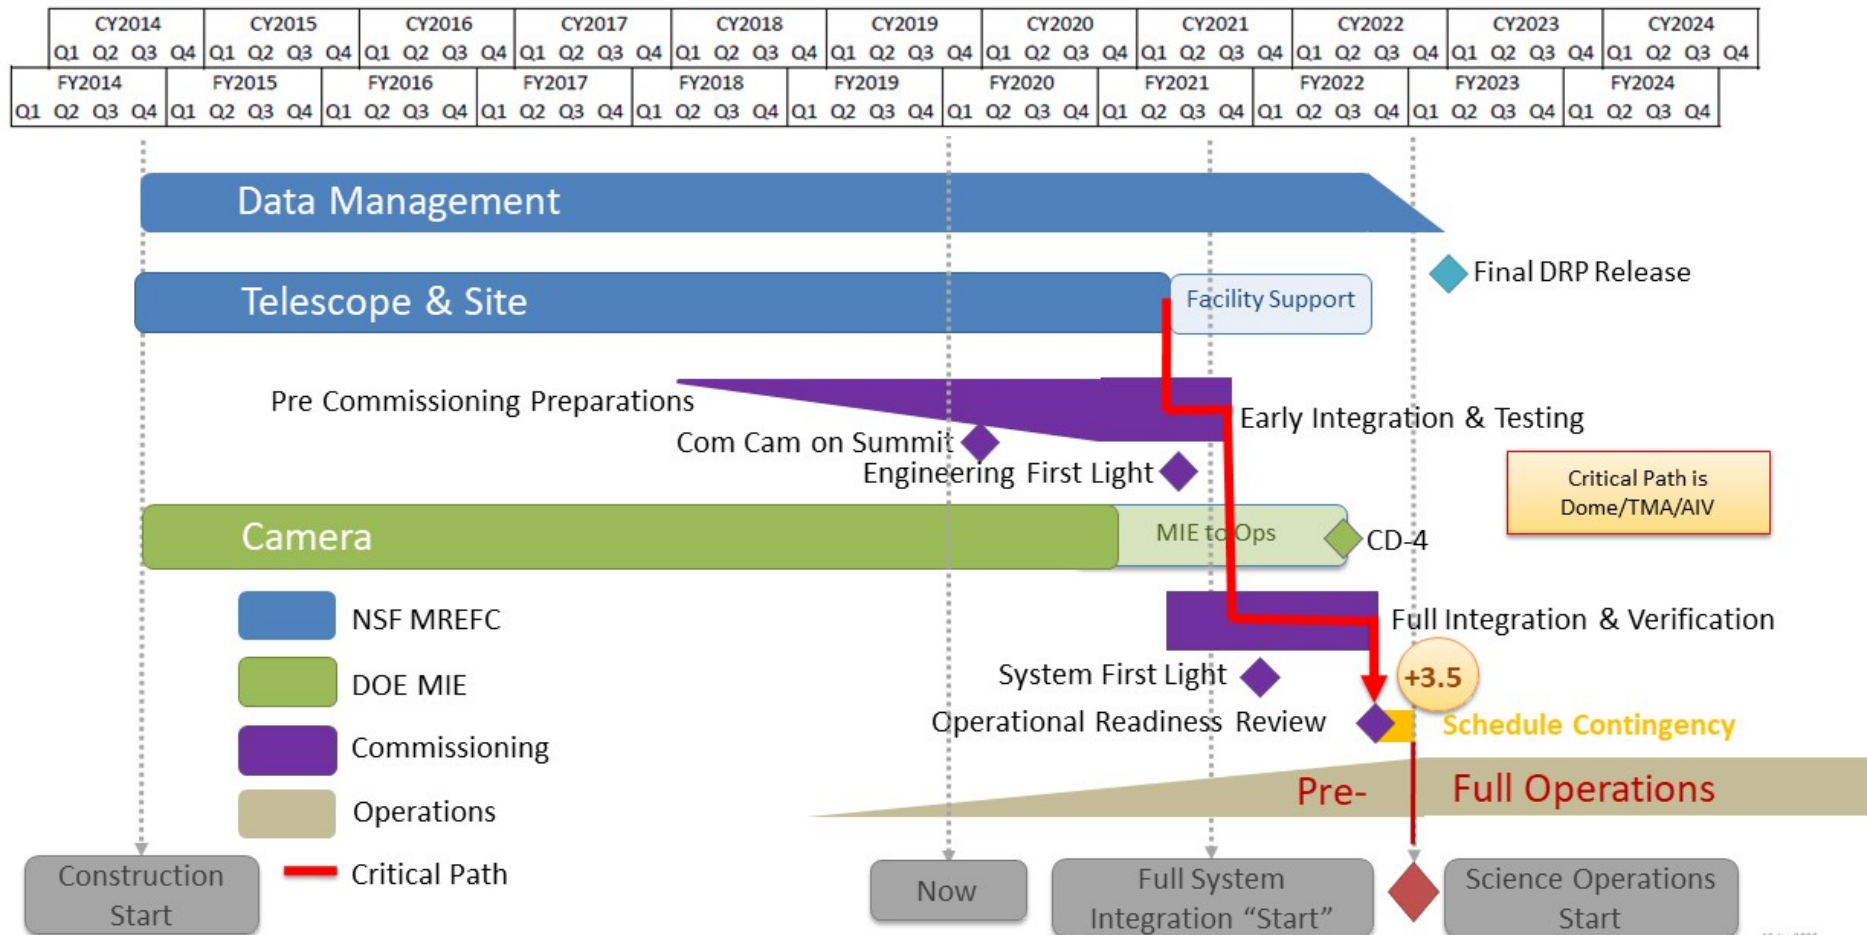 CY2014 CY2015 CY2016 CY2017 CY2018 CY2019 CY2020 CY2021 CY2022 CY2023 CY2024
Q1 Q2 Q3 Q4 Q1 Q2 Q3 Q4 Q1 Q2 Q3 Q4 Q1 Q2 Q3 Q4 Q1 Q2 Q3 Q4 Q1 Q2 Q3 Q4 Q1 Q2 Q3 Q4 Q1 Q2 Q3 Q4 Q1 Q2 Q3 Q4 Q1 Q2 Q3 Q4 Q1 Q2 Q3 Q4
FY2014 FY2015 FY2016 FY2017 FY2018 FY2019 FY2020 FY2021 FY2022 FY2023 FY2024
Q1 Q2 Q3 Q4 Q1 Q2 Q3 Q4 Q1 Q2 Q3 Q4 Q1 Q2 Q3 Q4 Q1 Q2 Q3 Q4 Q1 Q2 Q3 Q4 Q1 Q2 Q3 Q4 Q1 Q2 Q3 Q4 Q1 Q2 Q3 Q4 Q1 Q2 Q3 Q4 Q1 Q2 Q3 Q4
Data Management
Final DRP Release
Telescope & Site
Facility Support
Pre Commissioning Preparations
Early Integration & Testing
Com Cam on Summit
Engineering First Light
Critical Path is
Dome/TMA/AIV
Camera
MIE to Ops
CD-4
NSF MREFC
Full Integration & Verification
DOE MIE
System First Light
+3.5
Operational Readiness Review
Schedule Contingency
Commissioning
Pre-
Full Operations
Operations
Critical Path
Construction
Start
Now
Full System
Integration “Start”
Science Operations
Start